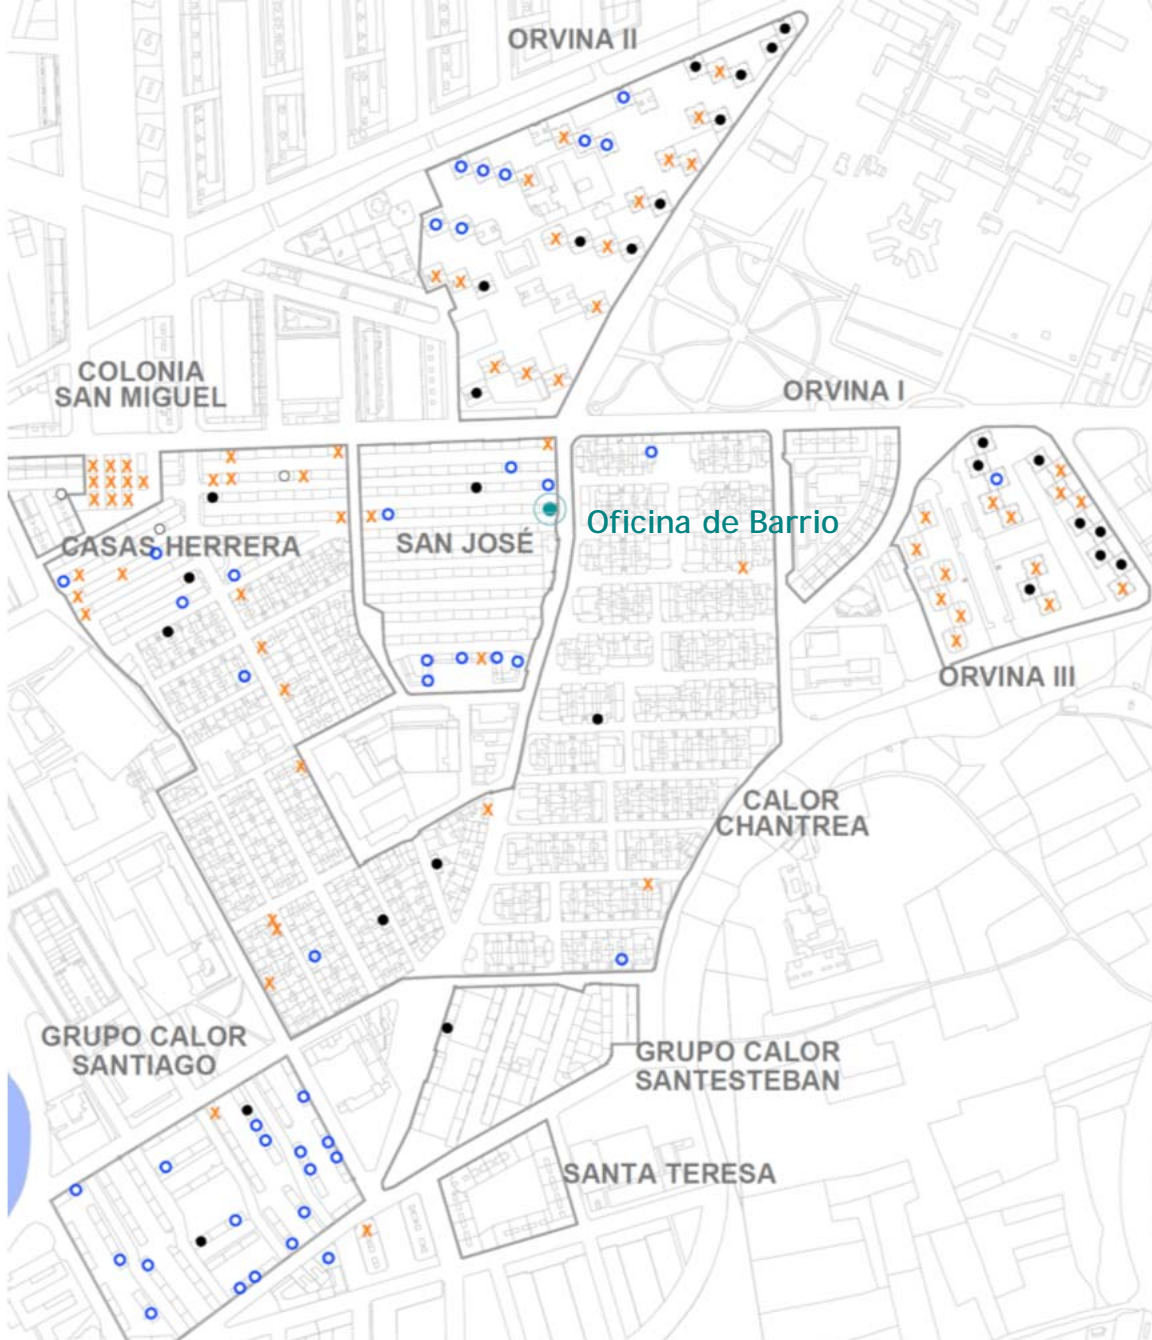 ORVINA II
COLONIA
SAN MIGUEL
ORVINA I
Oficina de Barrio
CASAS HERRERA
SAN JOSÉ
ORVINA III
CALOR
CHANTREA
GRUPO CALOR
SANTIAGO
GRUPO CALOR
SANTESTEBAN
SANTA TERESA